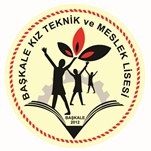 BAŞKALE KIZ TEKNİK ve MESLEK LİSESİ
BAŞKALE
2012